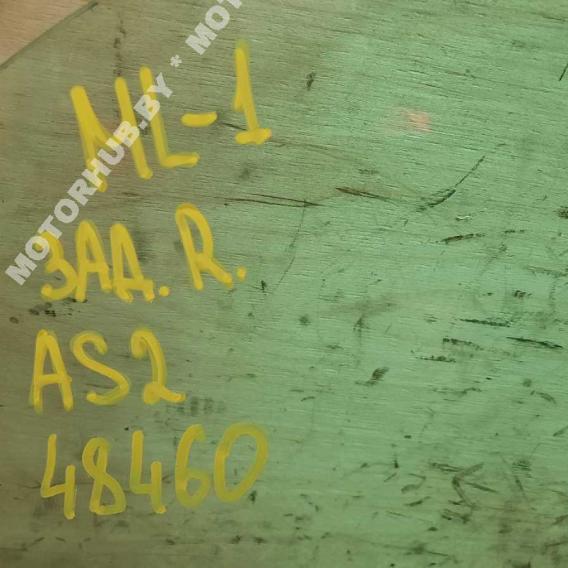 ML-1
ЗАД. R.
AS2
48460
MOTORHUB.BY * MOT